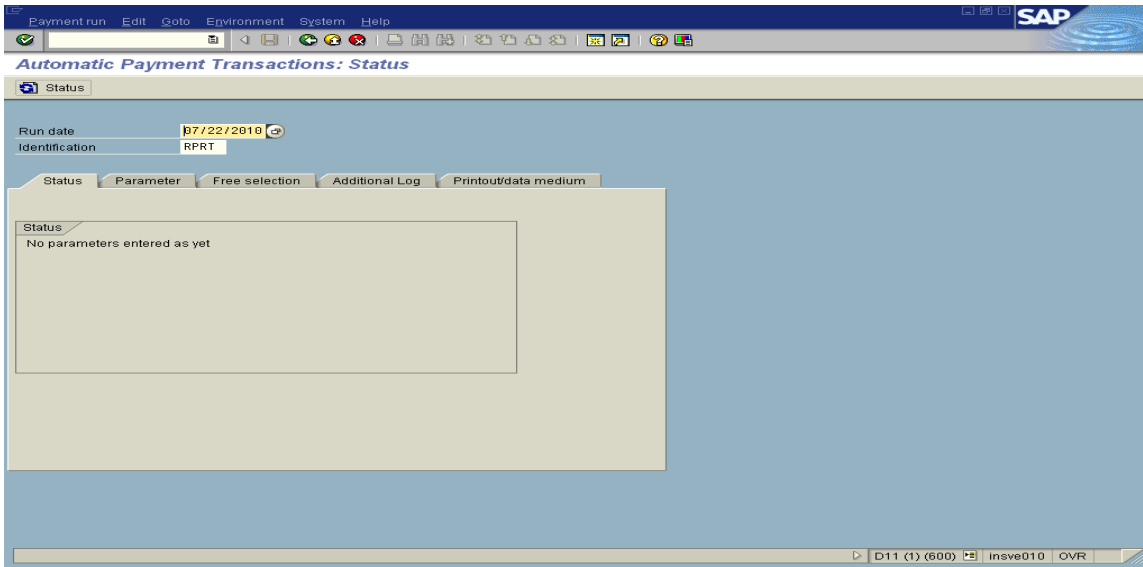 Payment run Edit Goto Environment System Help
SAP
Automatic Payment Transactions: Status
Status
Run date 07/22/2010
Identification RPRT
Status Parameter Free selection Additional Log Printout/data medium
Status
No parameters entered as yet
D11 (1) (600) insve010 OVR